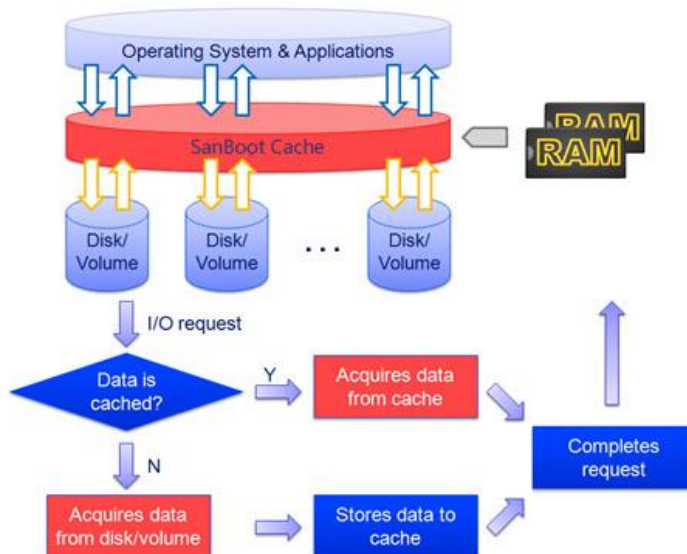 Operating System & Applications
SanBoot Cache
RAM
RAM
Disk/
Volume
Disk/
Volume
...
Disk/
Volume
I/O request
Data is
cached?
Y
Acquires data
from cache
Completes
request
N
Acquires data
from disk/volume
Stores data to
cache